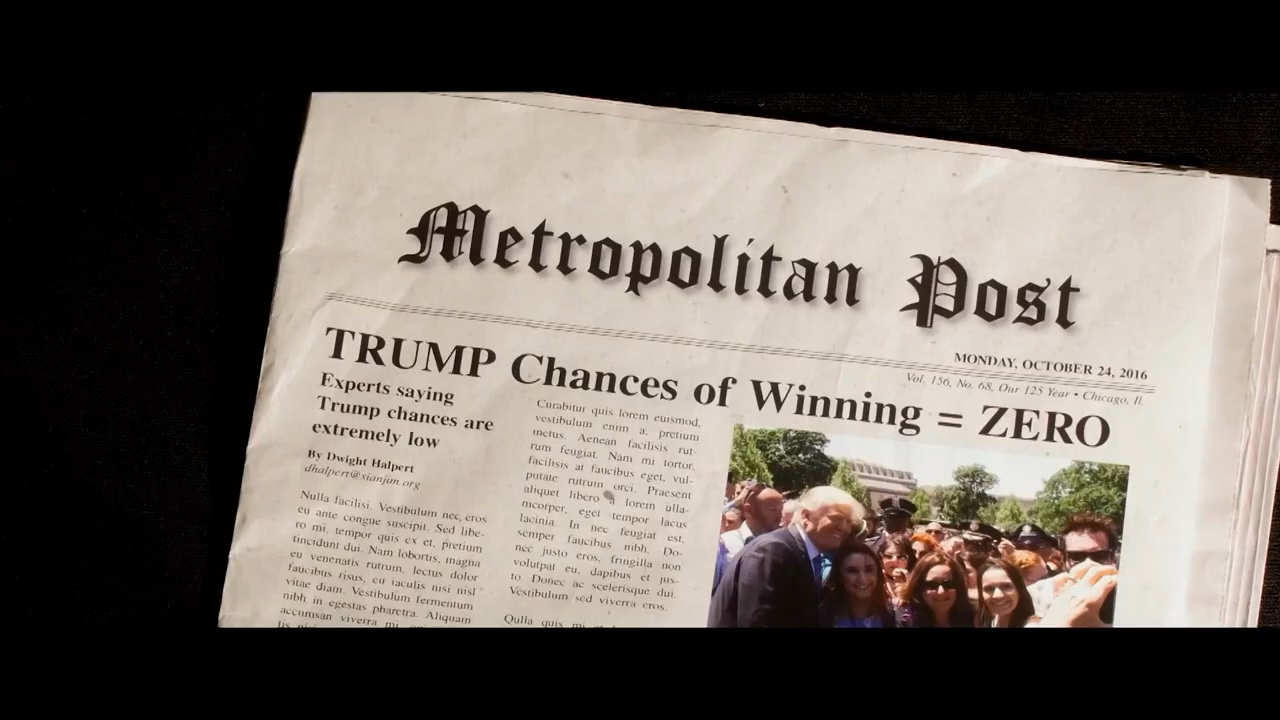 Metropolitan Post
MONDAY, OCTOBER 24, 2016
Vol. 156, No. 68, Our 125 Year • Chicago, Il.
TRUMP Chances of Winning = ZERO
Experts saying
Trump chances are
extremely low
By Dwight Halpert
dhalpert@xianjim.org
Nulla facilisi. Vestibulum nec eros
eu ante congue suscipit. Sed libe-
ro mi, tempor quis ex et, pretium
tincidunt dui. Nam lobortis, magna
eu venenatis rutrum, lectus dolor
faucibus risus, eu iaculis nisi nisl
vitae diam. Vestibulum fermentum
nibh in egestas pharetra. Aliquam
accumsan viverra mi,
Curabitur quis lorem euismod,
vestibulum enim a, pretium
metus. Aenean facilisis rut-
rum feugiat. Nam mi tortor,
facilisis at faucibus eget, vul-
putate rutrum orci. Praesent
aliquet libero a lorem ulla-
mcorper, eget tempor lacus
lacinia. In nec feugiat est,
semper faucibus nibh. Do-
nec justo eros, fringilla non
volutpat eu, dapibus et jus-
to. Donec ac scelerisque dui.
Vestibulum sed viverra eros.
Qulla quis mi